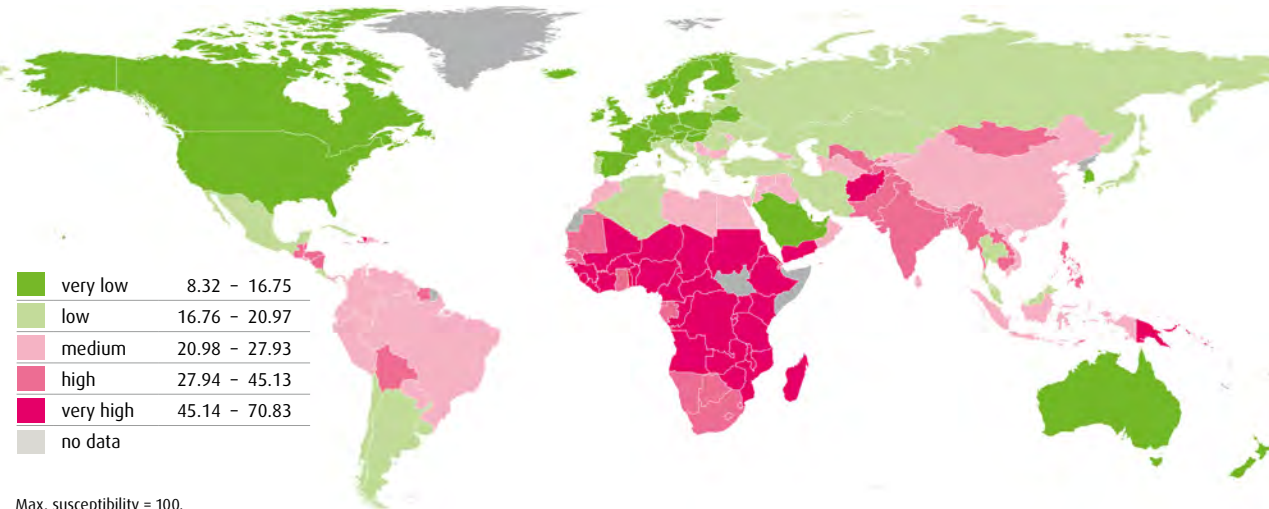 very low 8.32 – 16.75
low 16.76 – 20.97
medium 20.98 – 27.93
high 27.94 – 45.13
very high 45.14 – 70.83
no data
Max. susceptibility = 100.